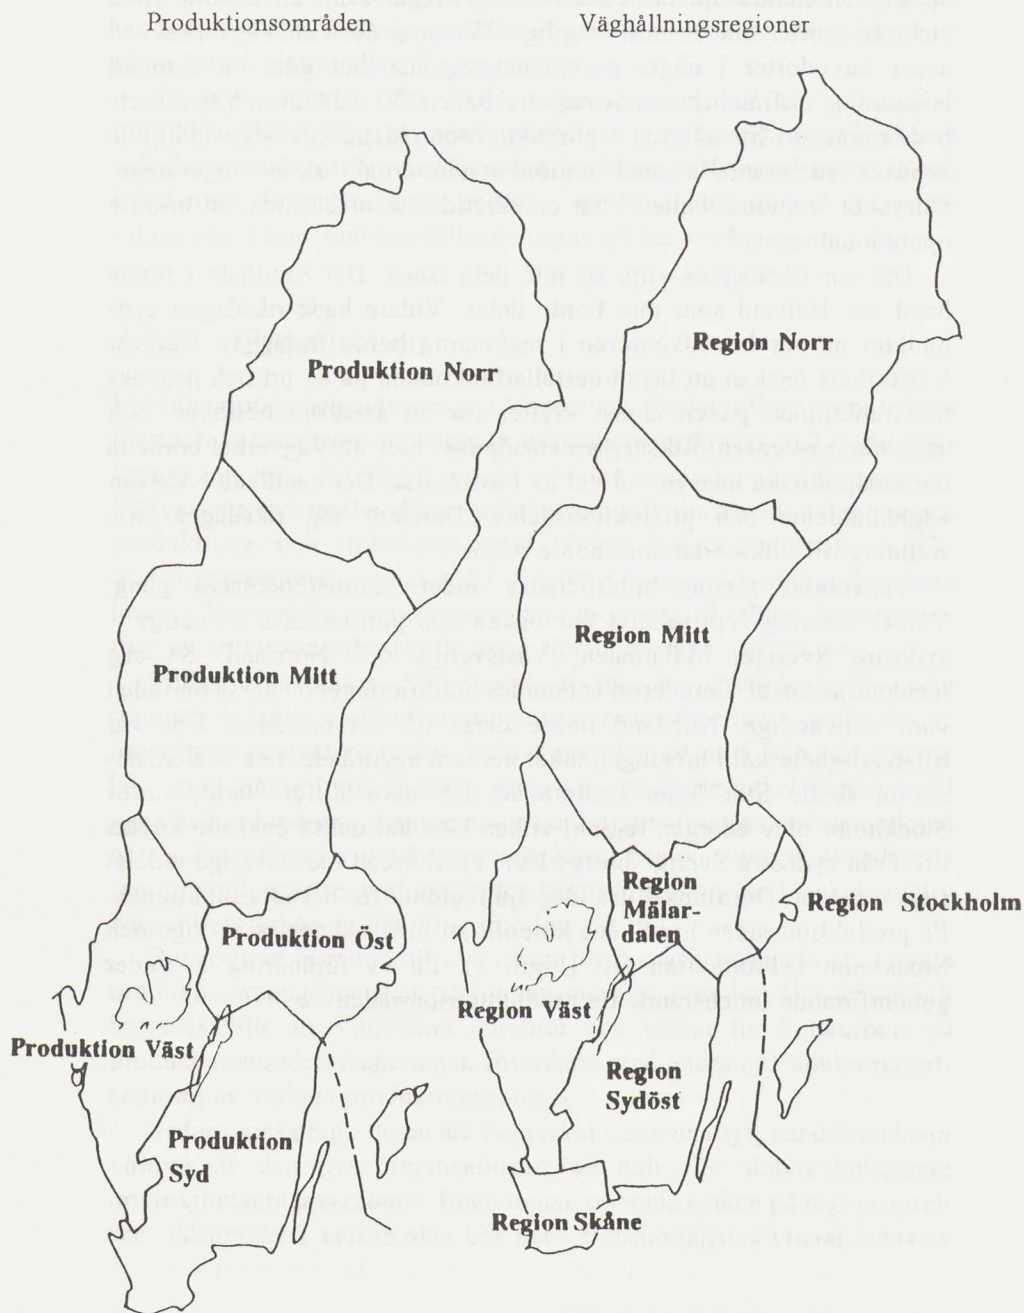 Produktionsområden
Produktion Norr
Produktion Mitt
Produktion Öst
Produktion Väst
Produktion
Syd
Väghållningsregioner
Region Norr
Region Mitt
Region
Mälar-
dalen
Region Stockholm
Region Väst
Region
Sydöst
Region Skåne